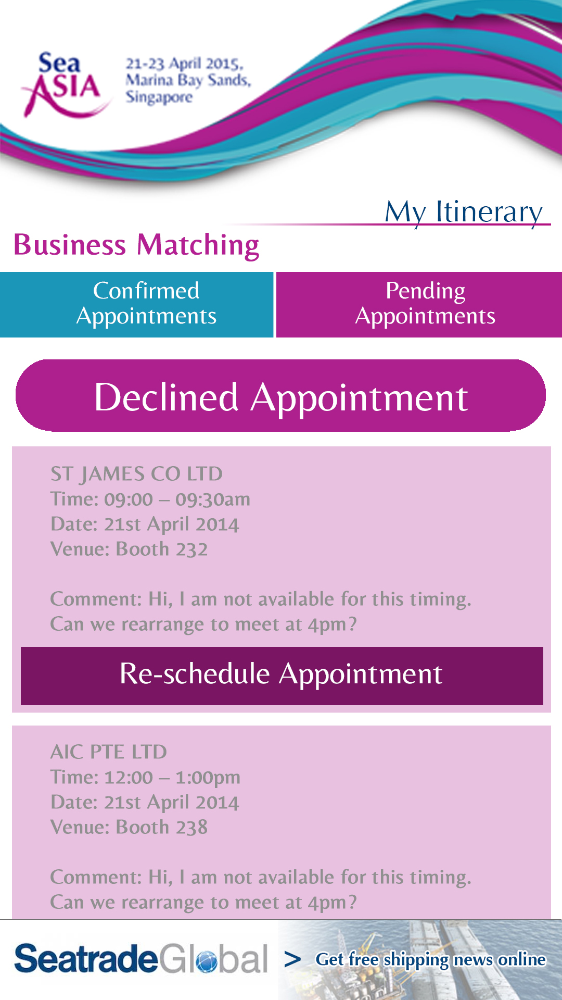 Sea
ASIA
21-23 April 2015,
Marina Bay Sands,
Singapore
My Itinerary
Business Matching
Confirmed
Appointments
Pending
Appointments
Declined Appointment
ST JAMES CO LTD
Time: 09:00 – 09:30am
Date: 21st April 2014
Venue: Booth 232
Comment: Hi, I am not available for this timing.
Can we rearrange to meet at 4pm?
Re-schedule Appointment
AIC PTE LTD
Time: 12:00 – 1:00pm
Date: 21st April 2014
Venue: Booth 238
Comment: Hi, I am not available for this timing.
Can we rearrange to meet at 4pm?
SeatradeGlobal > Get free shipping news online